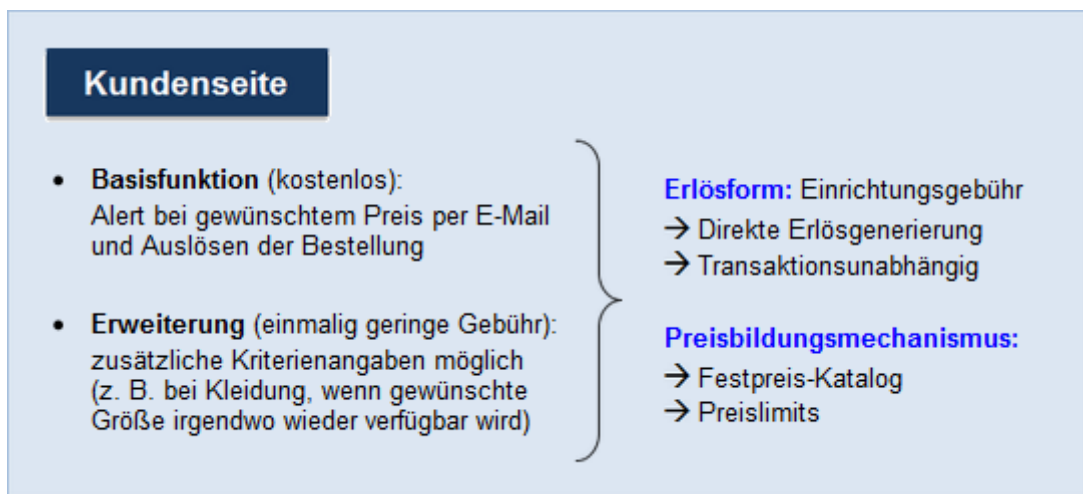 Kundenseite
• Basisfunktion (kostenlos):
Alert bei gewünschtem Preis per E-Mail
und Auslösen der Bestellung
• Erweiterung (einmalig geringe Gebühr):
zusätzliche Kriterienangaben möglich
(z. B. bei Kleidung, wenn gewünschte
Größe irgendwo wieder verfügbar wird)
Erlösform: Einrichtungsgebühr
→ Direkte Erlösgenerierung
→ Transaktionsunabhängig
Preisbildungsmechanismus:
→ Festpreis-Katalog
→ Preislimits